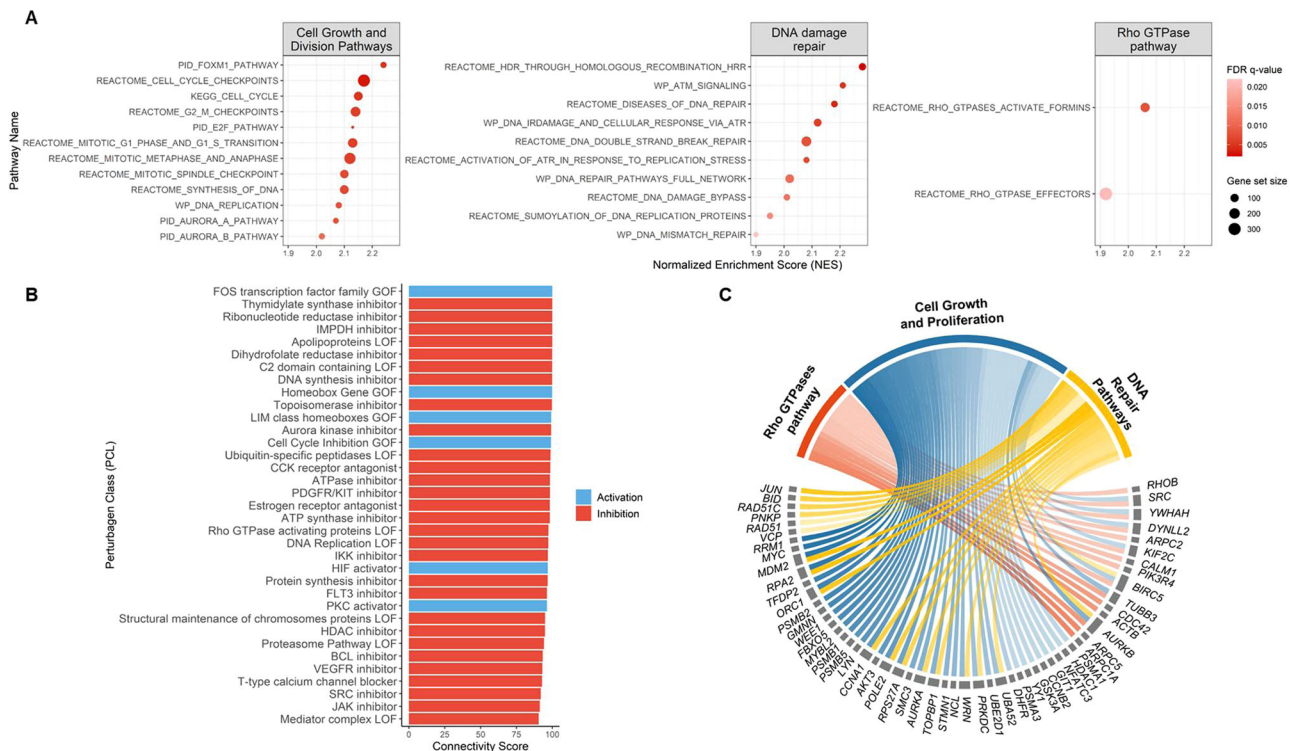 A
Cell Growth and
Division Pathways
DNA damage
repair
Rho GTPase
pathway
Pathway Name
PID_FOXM1_PATHWAY
REACTOME_CELL_CYCLE_CHECKPOINTS
KEGG_CELL_CYCLE
REACTOME_G2_M_CHECKPOINTS
PID_E2F_PATHWAY
REACTOME_MITOTIC_G1_PHASE_AND_G1_S_TRANSITION
REACTOME_MITOTIC_METAPHASE_AND_ANAPHASE
REACTOME_MITOTIC_SPINDLE_CHECKPOINT
REACTOME_SYNTHESIS_OF_DNA
WP_DNA_REPLICATION
PID_AURORA_A_PATHWAY
PID_AURORA_B_PATHWAY
1.9 2.0 2.1 2.2
REACTOME_HDR_THROUGH_HOMOLOGOUS_RECOMBINATION_HRR
WP_ATM_SIGNALING
REACTOME_DISEASES_OF_DNA_REPAIR
WP_DNA_IRDAMAGE_AND_CELLULAR_RESPONSE_VIA_ATR
REACTOME_DNA_DOUBLE_STRAND_BREAK_REPAIR
REACTOME_ACTIVATION_OF_ATR_IN_RESPONSE_TO_REPLICATION_STRESS
WP_DNA_REPAIR_PATHWAYS_FULL_NETWORK
REACTOME_DNA_DAMAGE_BYPASS
REACTOME_SUMOYLATION_OF_DNA_REPLICATION_PROTEINS
WP_DNA_MISMATCH_REPAIR
1.9 2.0 2.1 2.2
REACTOME_RHO_GTPASES_ACTIVATE_FORMINS
REACTOME_RHO_GTPASE_EFFECTORS
1.9 2.0 2.1 2.2
Normalized Enrichment Score (NES)
FDR q-value
0.020
0.015
0.010
0.005
Gene set size
100
200
300
B
Perturbagen Class (PCL)
FOS transcription factor family GOF
Thymidylate synthase inhibitor
Ribonucleotide reductase inhibitor
IMPDH inhibitor
Apolipoproteins LOF
Dihydrofolate reductase inhibitor
C2 domain containing LOF
DNA synthesis inhibitor
Homeobox Gene GOF
Topoisomerase inhibitor
LIM class homeoboxes GOF
Aurora kinase inhibitor
Cell Cycle Inhibition GOF
Ubiquitin-specific peptidases LOF
CCK receptor antagonist
ATPase inhibitor
PDGFR/KIT inhibitor
Estrogen receptor antagonist
ATP synthase inhibitor
Rho GTPase activating proteins LOF
DNA Replication LOF
IKK inhibitor
HIF activator
Protein synthesis inhibitor
FLT3 inhibitor
PKC activator
Structural maintenance of chromosomes proteins LOF
HDAC inhibitor
Proteasome Pathway LOF
BCL inhibitor
VEGFR inhibitor
T-type calcium channel blocker
SRC inhibitor
JAK inhibitor
Mediator complex LOF
0 25 50 75 100
Connectivity Score
Activation
Inhibition
C
Cell Growth
and Proliferation
Rho GTPases
pathway
DNA
Repair
Pathways
JUN
BID
RAD51C
PNKP
RAD51
VCP
RRM1
MYC
MDM2
RPA2
TFDP2
ORC1
PSMB2
GMNN
WEE1
FBXO5
MYBL2
PSMB1
PSMB5
LYN
CCNA1
AKT3
POLE2
RPS27A
SMC3
AURKA
TOPBP1
STMN1
NCL
WRN
PRKDC
UBE2D1
UBA52
DHFR
PSMA3
YY1
GSK3A
CCNB2
GIT1
NFATC3
HDAC1
PSMA1
ARPC1A
ARPC5
AURKB
ACTB
CDC42
TUBB3
BIRC5
PIK3R4
CALM1
KIF2C
ARPC2
DYNLL2
YWHAH
SRC
RHOB